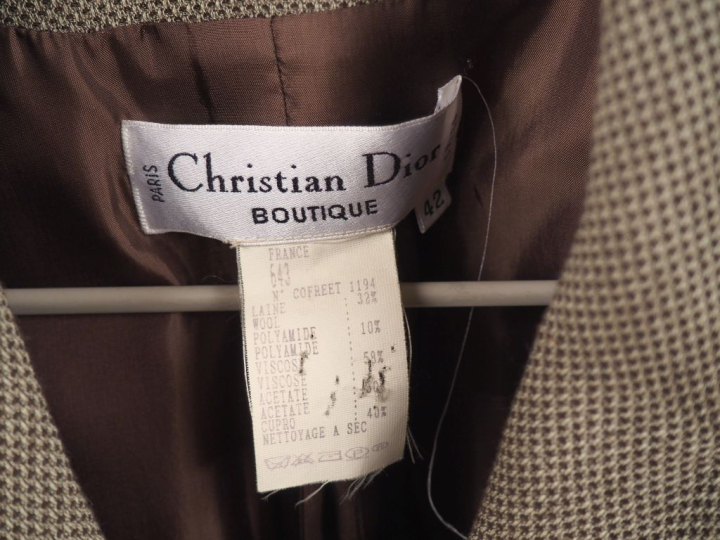 PARIS
Christian Dior
BOUTIQUE
42
FRANCE
N° COFREET 1194
LAINE 32%
WOOL
POLYAMIDE 10%
POLYAMIDE
VISCOSE 58%
VISCOSE
ACETATE
ACETATE 40%
CUPRO
NETTOYAGE A SEC